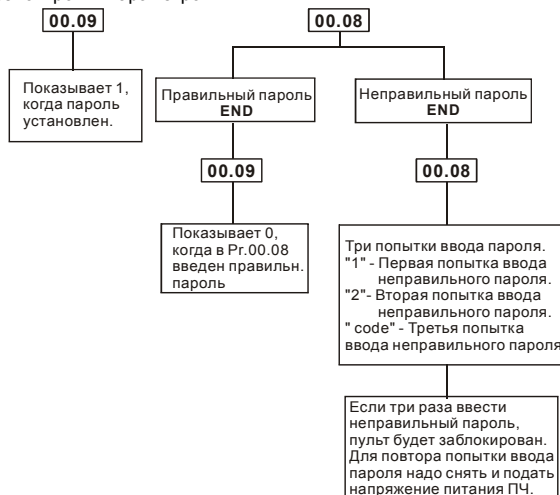 00.09
Показывает 1,
когда пароль
установлен.
00.08
Правильный пароль
END
00.09
Показывает 0,
когда в Pr.00.08
введен правильн.
пароль
Неправильный пароль
END
00.08
Три попытки ввода пароля.
"1" - Первая попытка ввода
неправильного пароля.
"2"- Вторая попытка ввода
неправильного пароля.
" code" - Третья попытка
ввода неправильного пароля
Если три раза ввести
неправильный пароль,
пульт будет заблокирован.
Для повтора попытки ввода
пароля надо снять и подать
напряжение питания ПЧ.